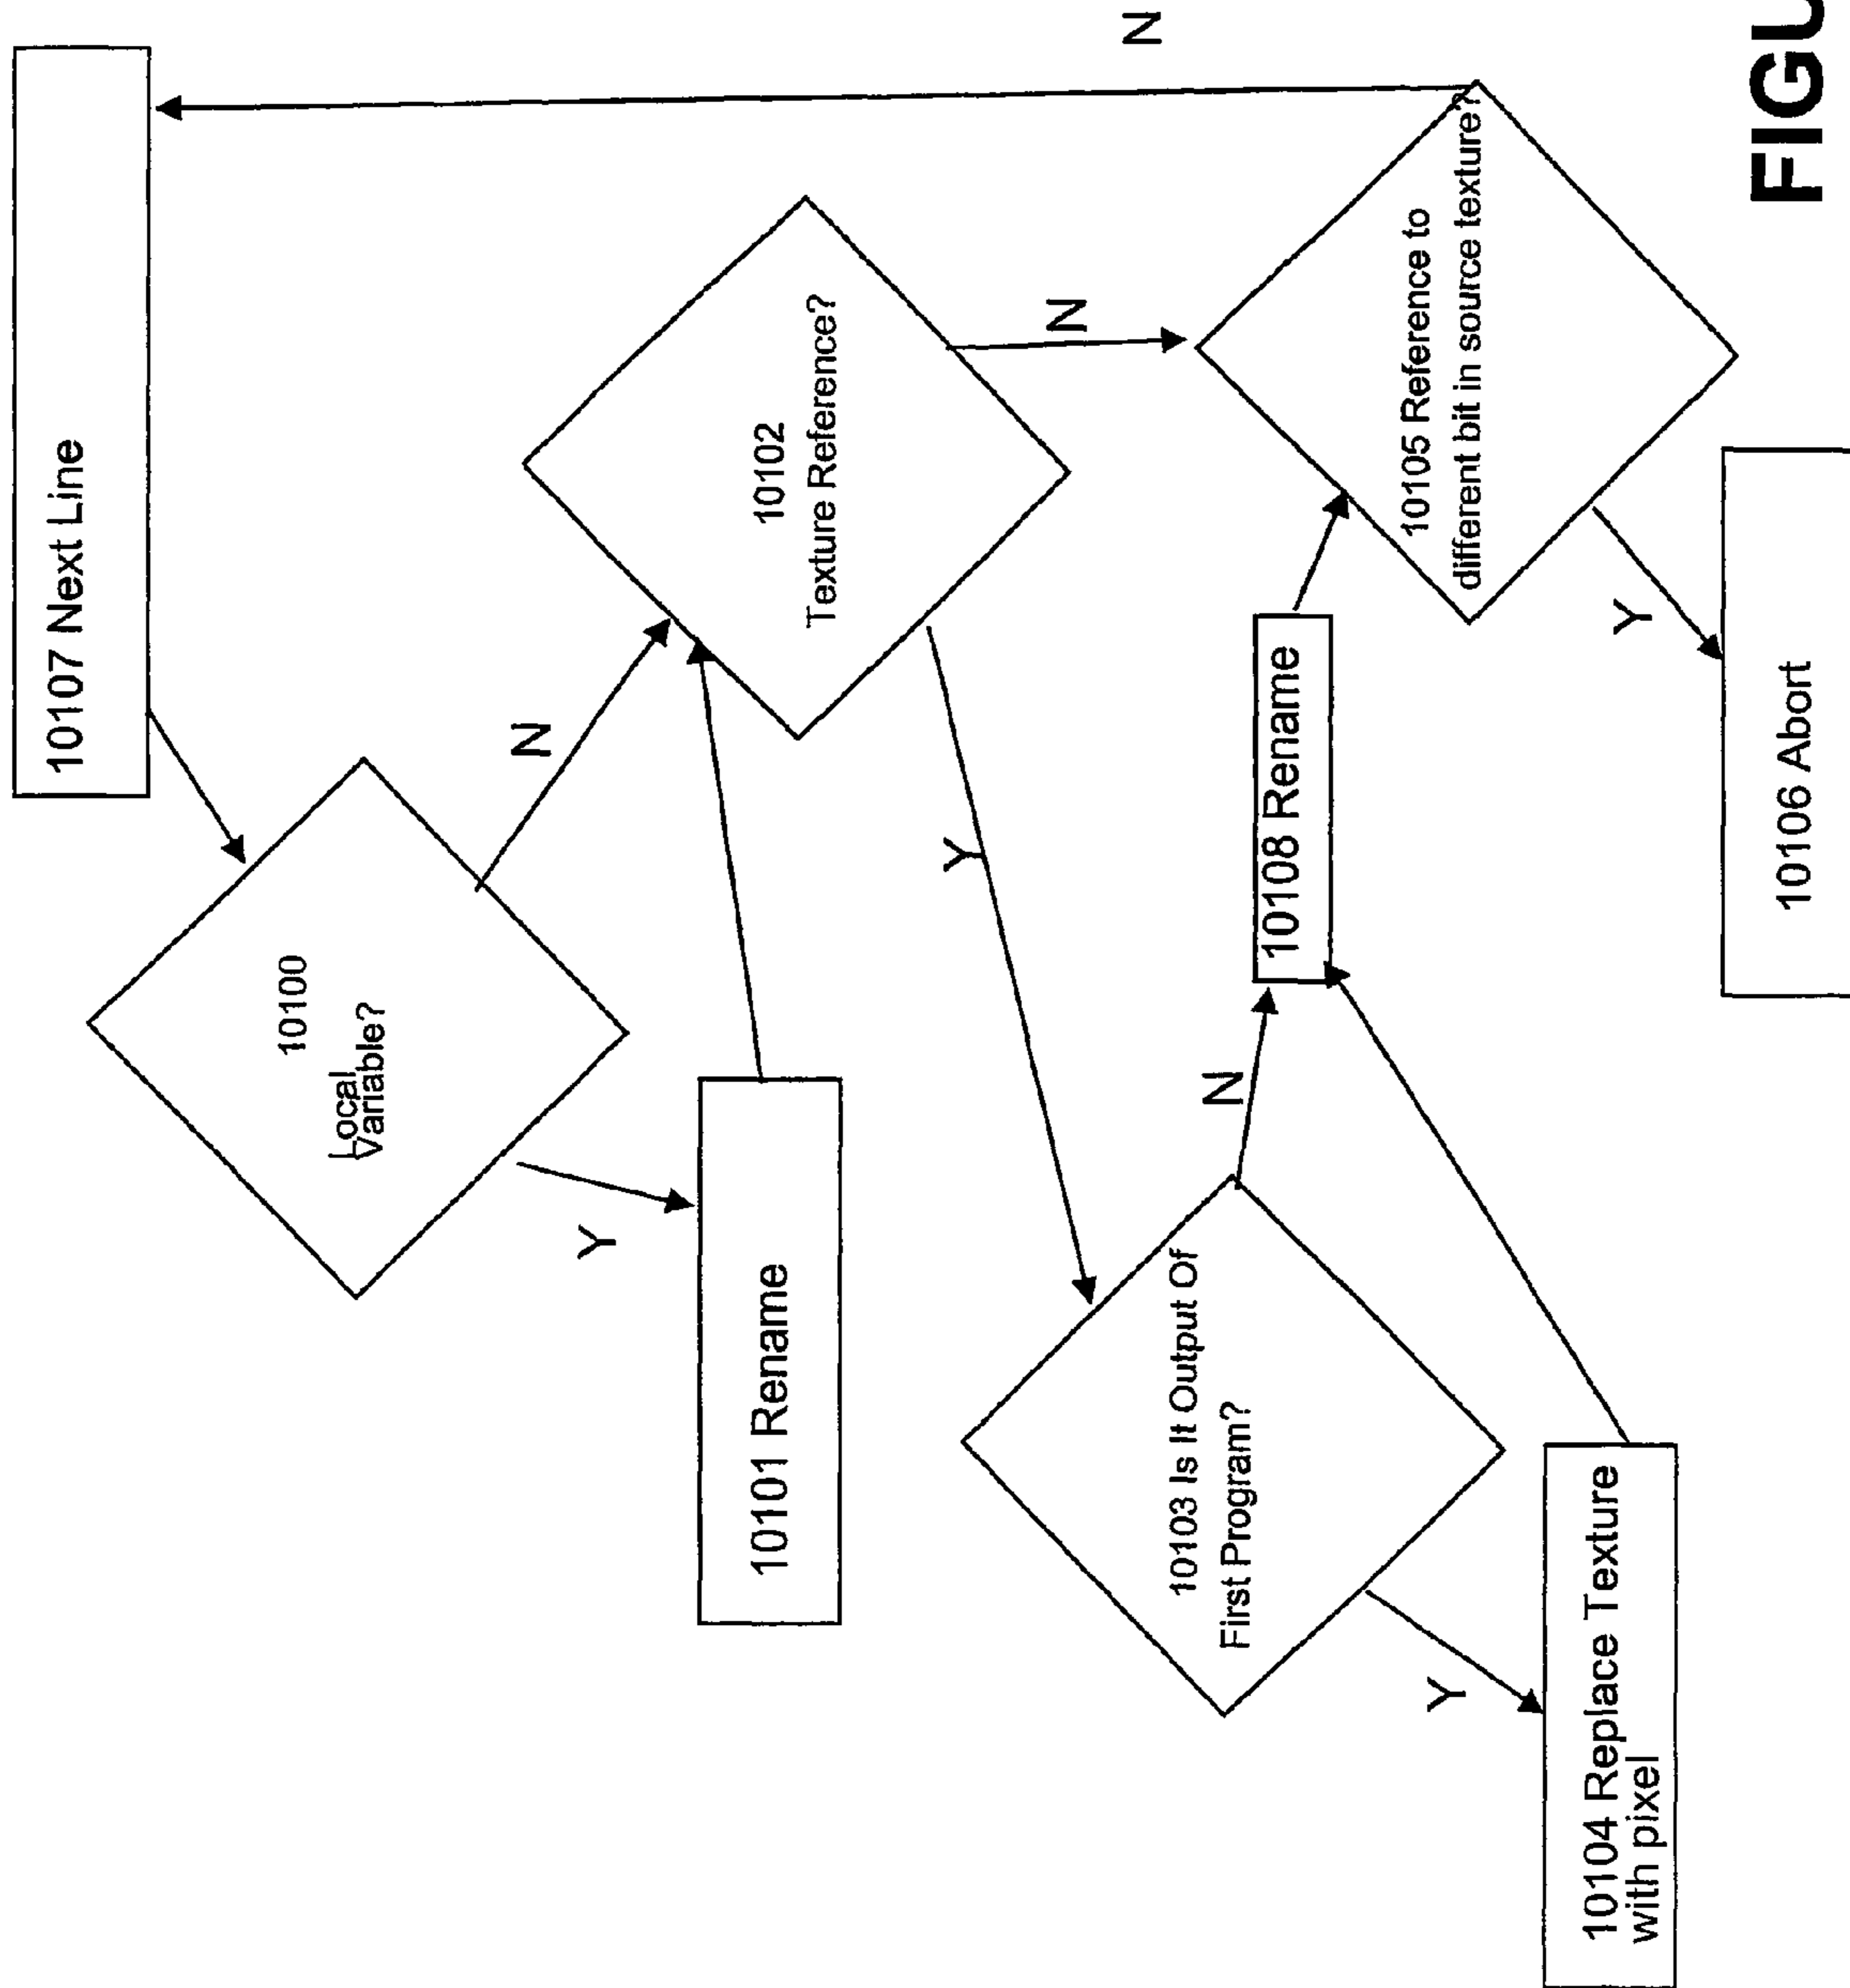 10107 Next Line
10100
Local
Variable?
N
Y
10101 Rename
10102
Texture Reference?
N
Y
10103 Is It Output Of
First Program?
N
Y
10104 Replace Texture
with pixel
10108 Rename
10105 Reference to
different bit in source texture?
N
Y
10106 Abort